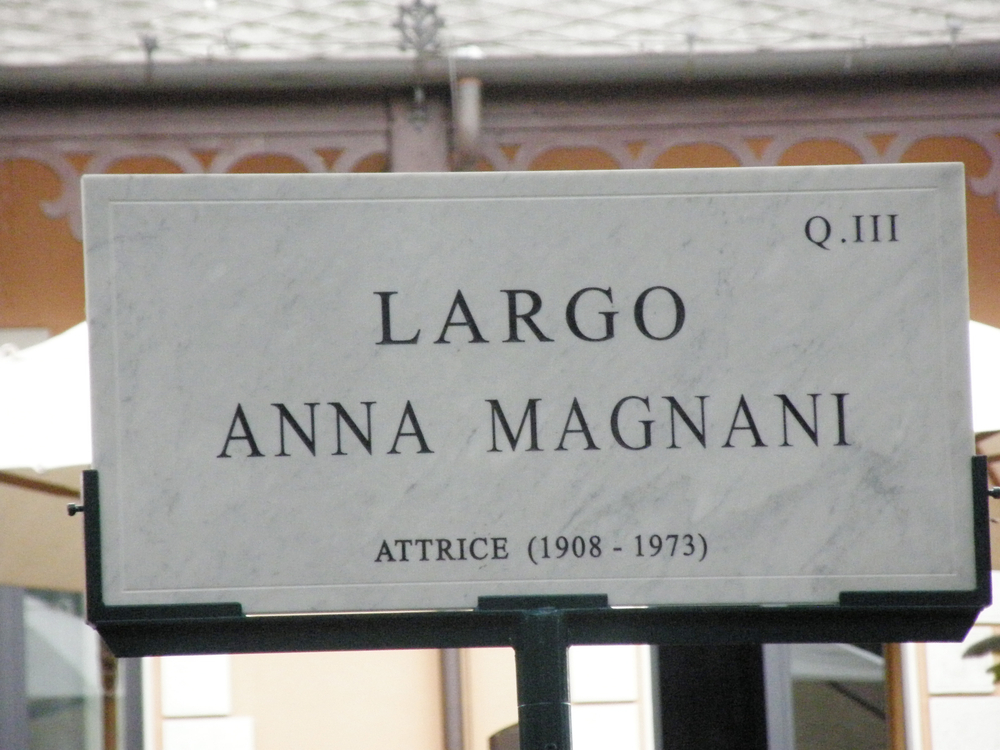 Q.III
LARGO
ANNA MAGNANI
ATTRICE (1908 - 1973)